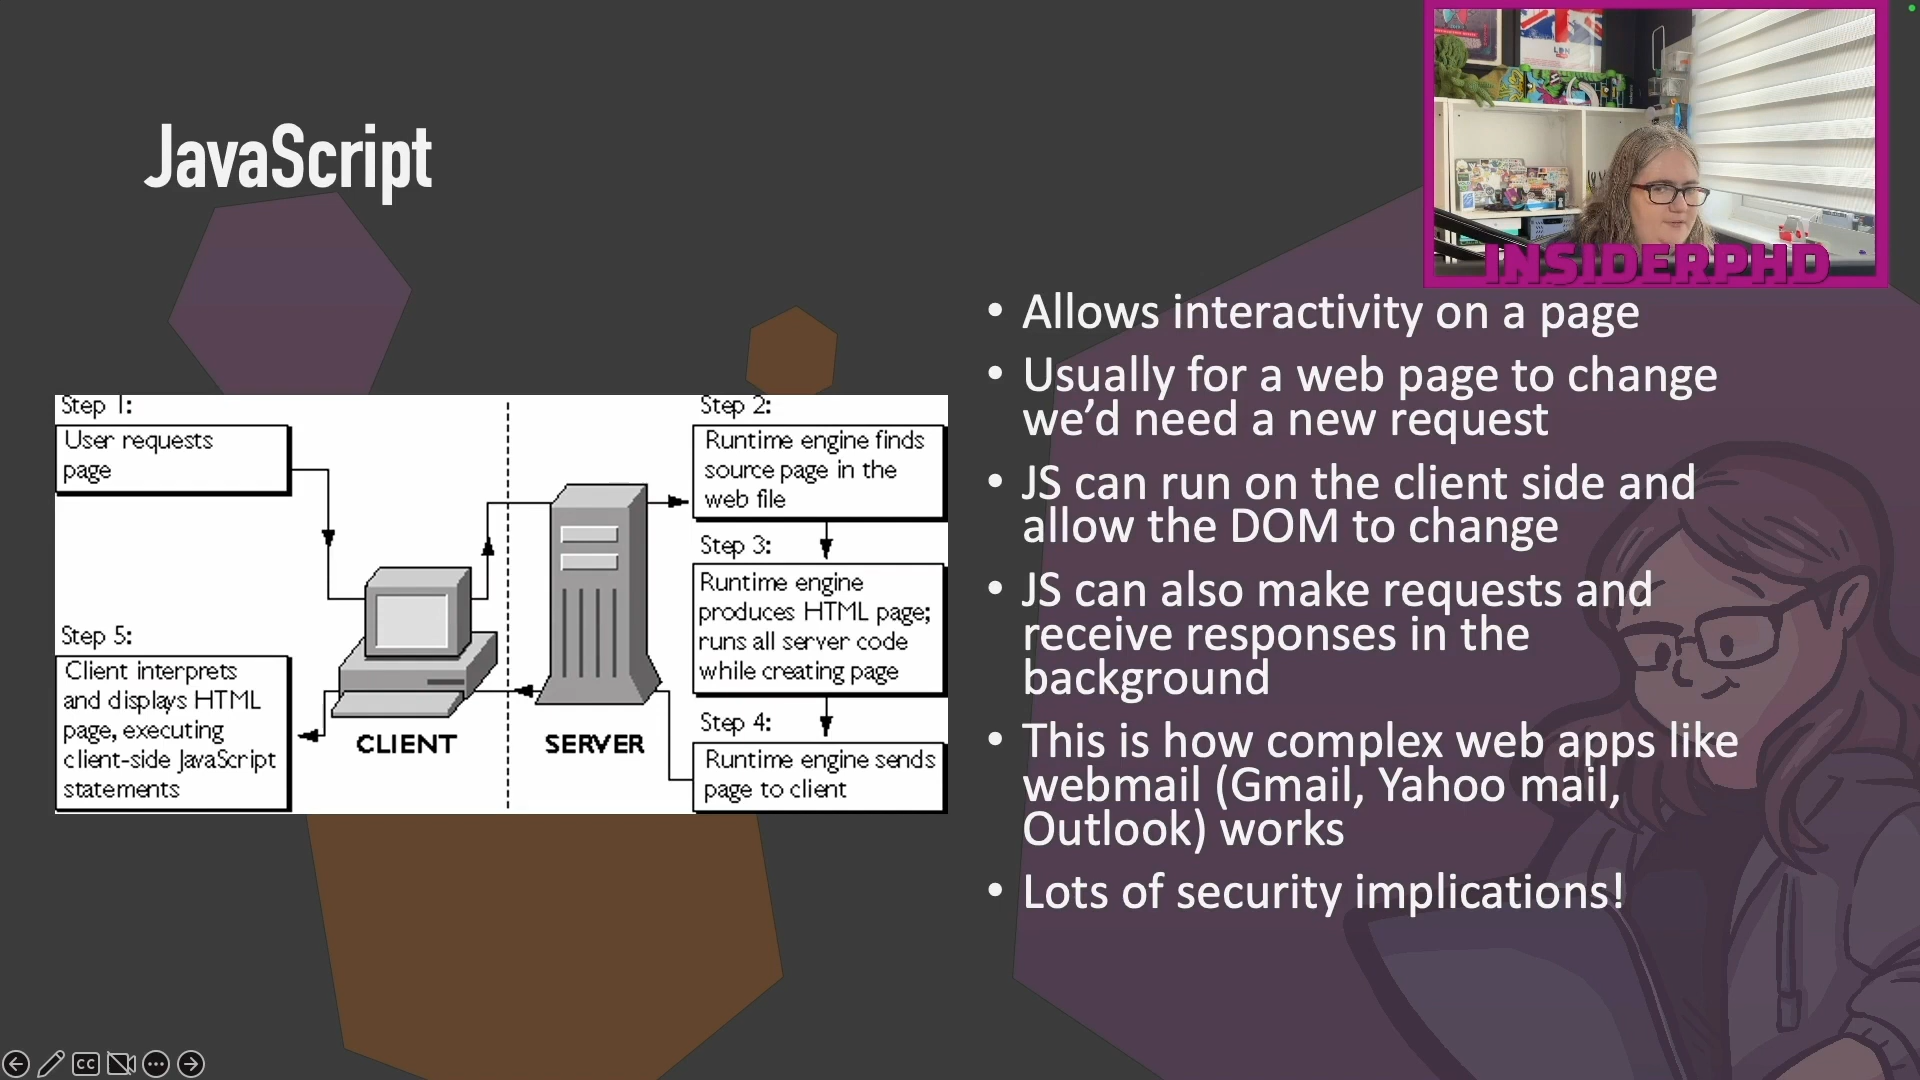 JavaScript
INSIDERPHD
Step 1:
User requests
page
Step 2:
Runtime engine finds
source page in the
web file
Step 3:
Runtime engine
produces HTML page;
runs all server code
while creating page
Step 4:
Runtime engine sends
page to client
Step 5:
Client interprets
and displays HTML
page, executing
client-side JavaScript
statements
CLIENT
SERVER
• Allows interactivity on a page
• Usually for a web page to change
we’d need a new request
• JS can run on the client side and
allow the DOM to change
• JS can also make requests and
receive responses in the
background
• This is how complex web apps like
webmail (Gmail, Yahoo mail,
Outlook) works
• Lots of security implications!
CC